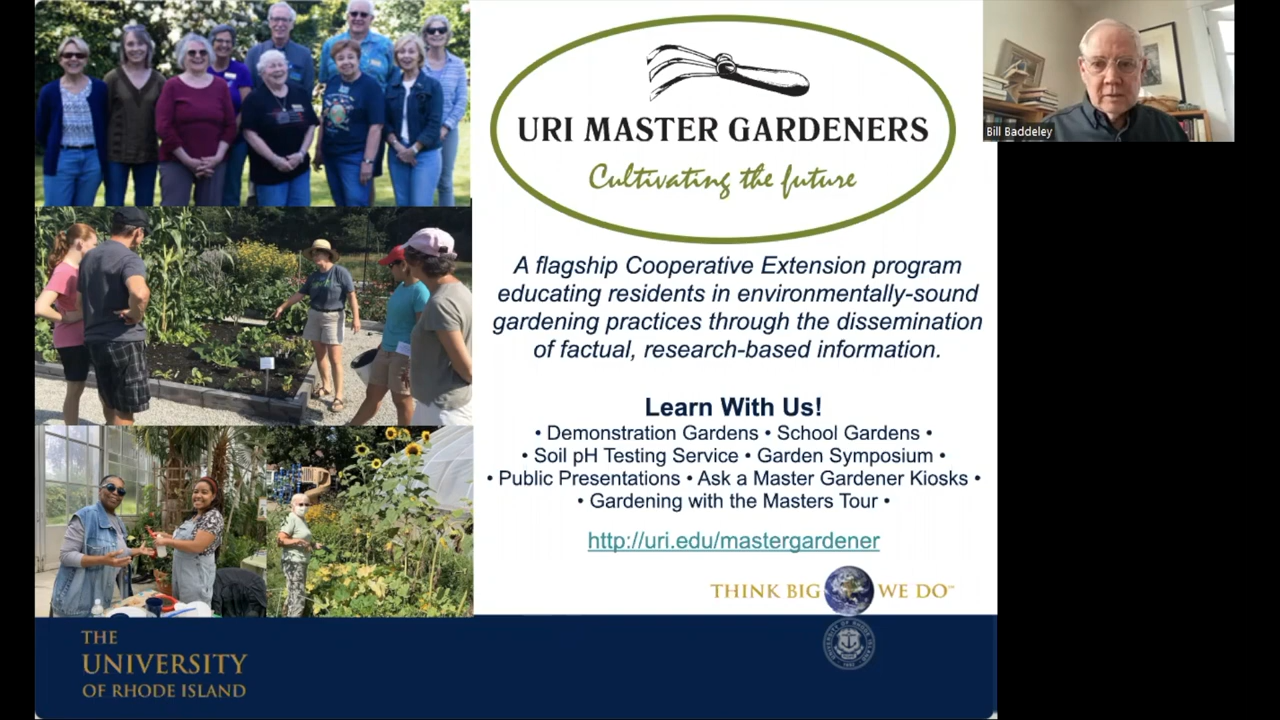 URI MASTER GARDENERS
Cultivating the future
Bill Baddeley
A flagship Cooperative Extension program
educating residents in environmentally-sound
gardening practices through the dissemination
of factual, research-based information.
Learn With Us!
• Demonstration Gardens • School Gardens •
• Soil pH Testing Service • Garden Symposium •
• Public Presentations • Ask a Master Gardener Kiosks •
• Gardening with the Masters Tour •
http://uri.edu/mastergardener
THINK BIG WE DO™
THE
UNIVERSITY
OF RHODE ISLAND